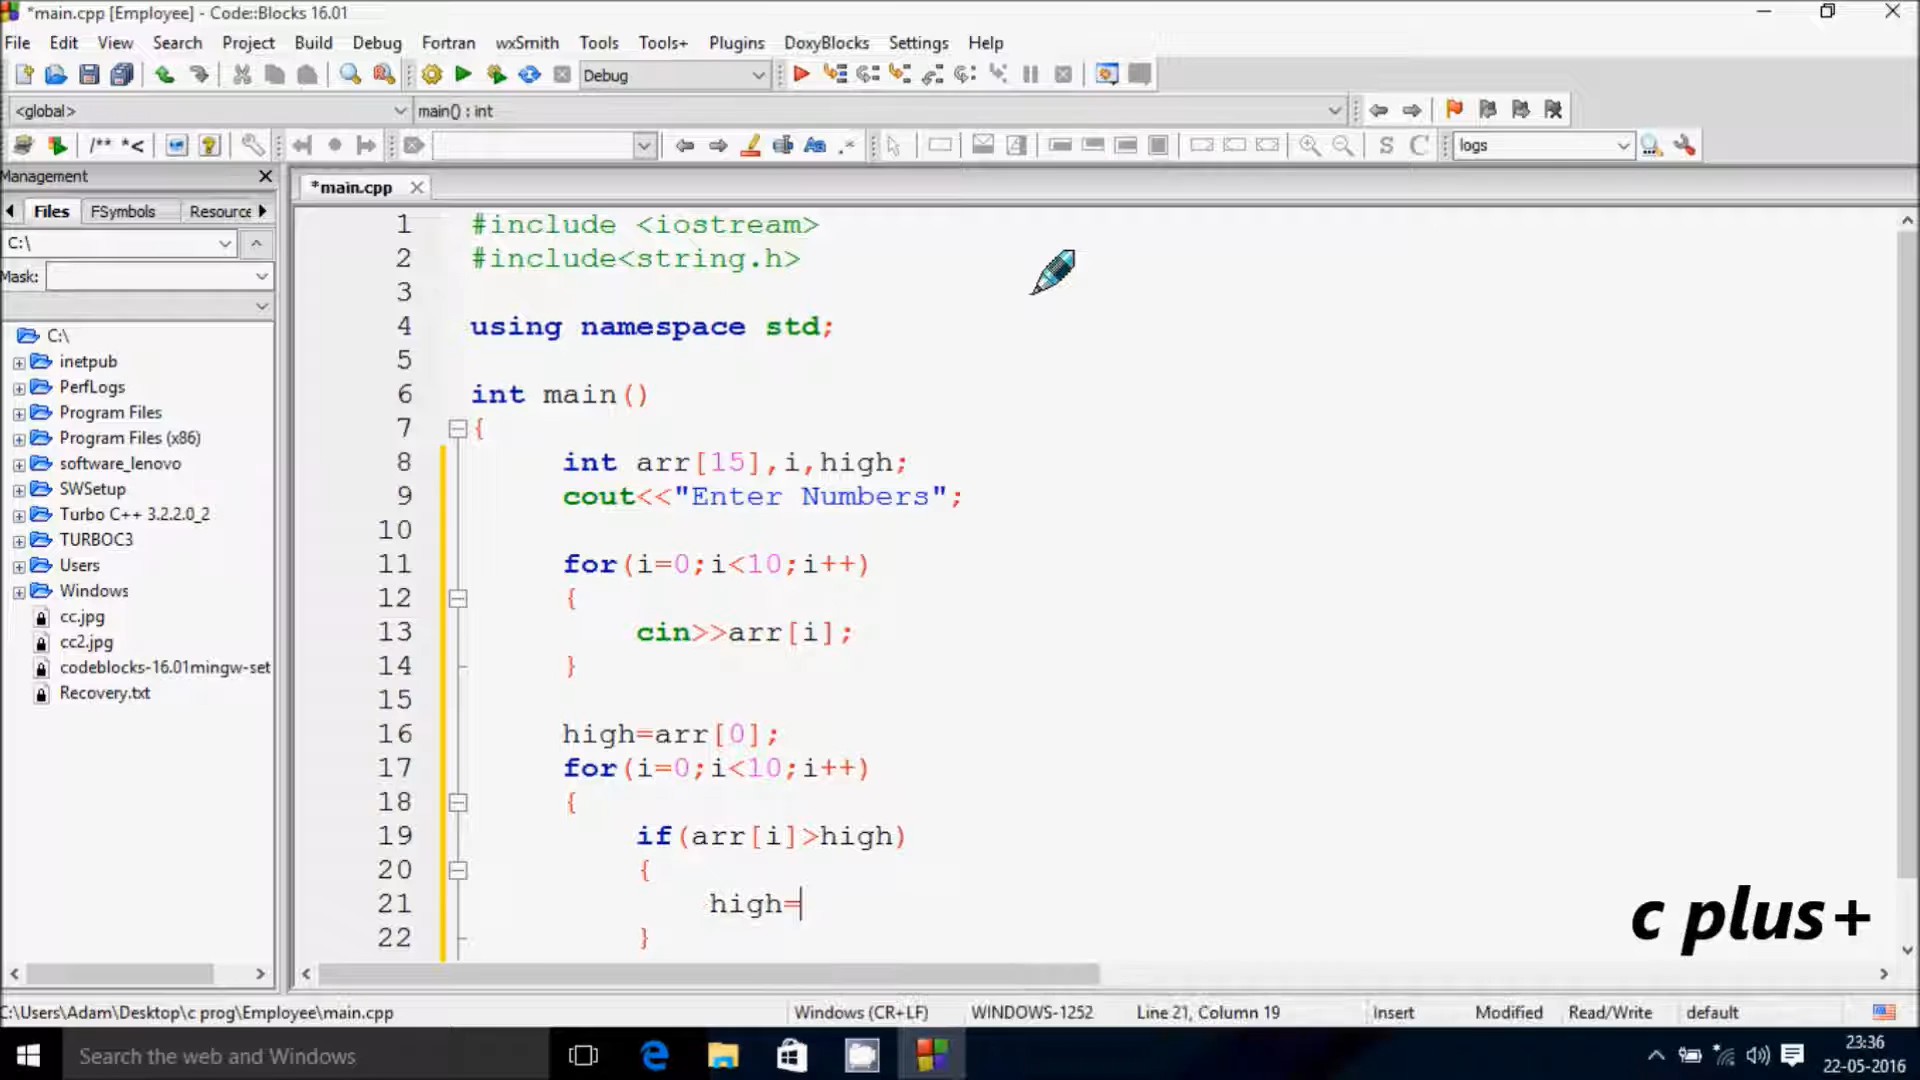 *main.cpp [Employee] - Code::Blocks 16.01
File Edit View Search Project Build Debug Fortran wxSmith Tools Tools+ Plugins DoxyBlocks Settings Help
Debug
<global> main() : int
/** *< S C logs
Management
*main.cpp
Files FSymbols Resource
C:\
Mask:
C:\
inetpub
PerfLogs
Program Files
Program Files (x86)
software_lenovo
SWSetup
Turbo C++ 3.2.2.0_2
TURBOC3
Users
Windows
cc.jpg
cc2.jpg
codeblocks-16.01mingw-set
Recovery.txt
1 #include <iostream>
2 #include<string.h>
3
4 using namespace std;
5
6 int main()
7 {
8 int arr[15],i,high;
9 cout<<"Enter Numbers";
10
11 for(i=0;i<10;i++)
12 {
13 cin>>arr[i];
14 }
15
16 high=arr[0];
17 for(i=0;i<10;i++)
18 {
19 if(arr[i]>high)
20 {
21 high=
22 }
c plus+
C:\Users\Adam\Desktop\c prog\Employee\main.cpp Windows (CR+LF) WINDOWS-1252 Line 21, Column 19 Insert Modified Read/Write default
Search the web and Windows
23:36
22-05-2016